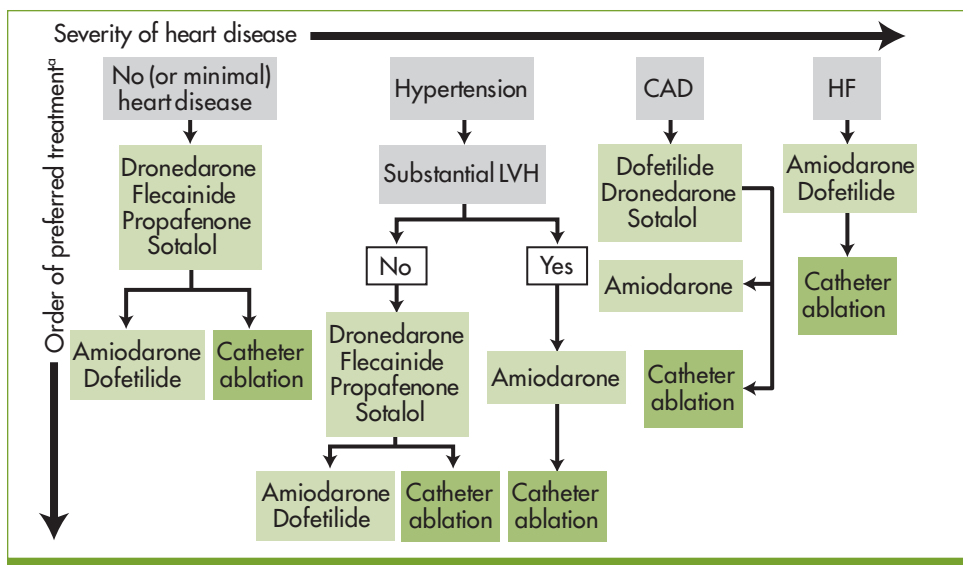 Severity of heart disease
Order of preferred treatmentᵃ
No (or minimal)
heart disease
Dronedarone
Flecainide
Propafenone
Sotalol
Amiodarone
Dofetilide
Catheter
ablation
Hypertension
Substantial LVH
No
Yes
Dronedarone
Flecainide
Propafenone
Sotalol
Amiodarone
Dofetilide
Catheter
ablation
Amiodarone
Catheter
ablation
CAD
Dofetilide
Dronedarone
Sotalol
Amiodarone
Catheter
ablation
HF
Amiodarone
Dofetilide
Catheter
ablation